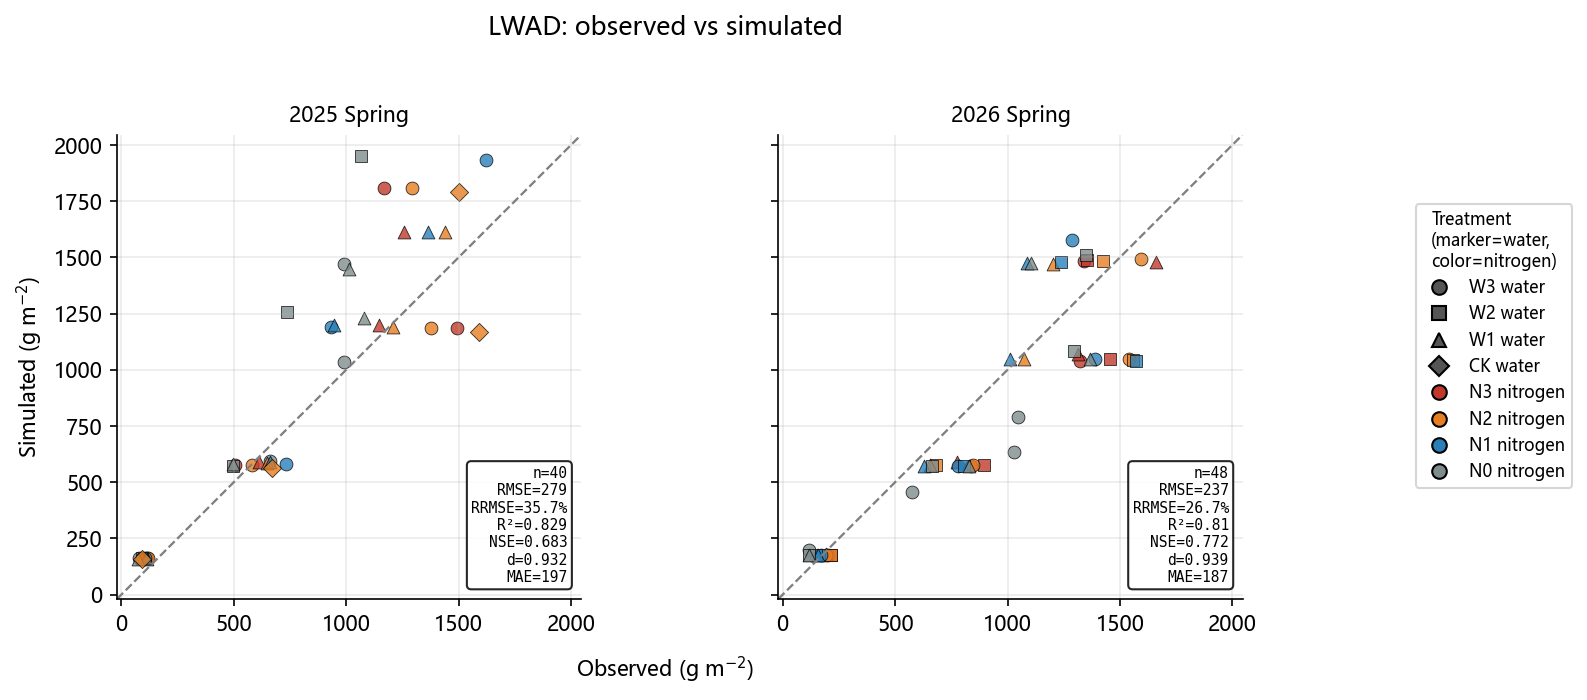 LWAD: observed vs simulated
2025 Spring
2026 Spring
Simulated (g m⁻²)
2000
1750
1500
1250
1000
750
500
250
0
n=40
RMSE=279
RRMSE=35.7%
R²=0.829
NSE=0.683
d=0.932
MAE=197
n=48
RMSE=237
RRMSE=26.7%
R²=0.81
NSE=0.772
d=0.939
MAE=187
0 500 1000 1500 2000
0 500 1000 1500 2000
Observed (g m⁻²)
Treatment
(marker=water,
color=nitrogen)
W3 water
W2 water
W1 water
CK water
N3 nitrogen
N2 nitrogen
N1 nitrogen
N0 nitrogen